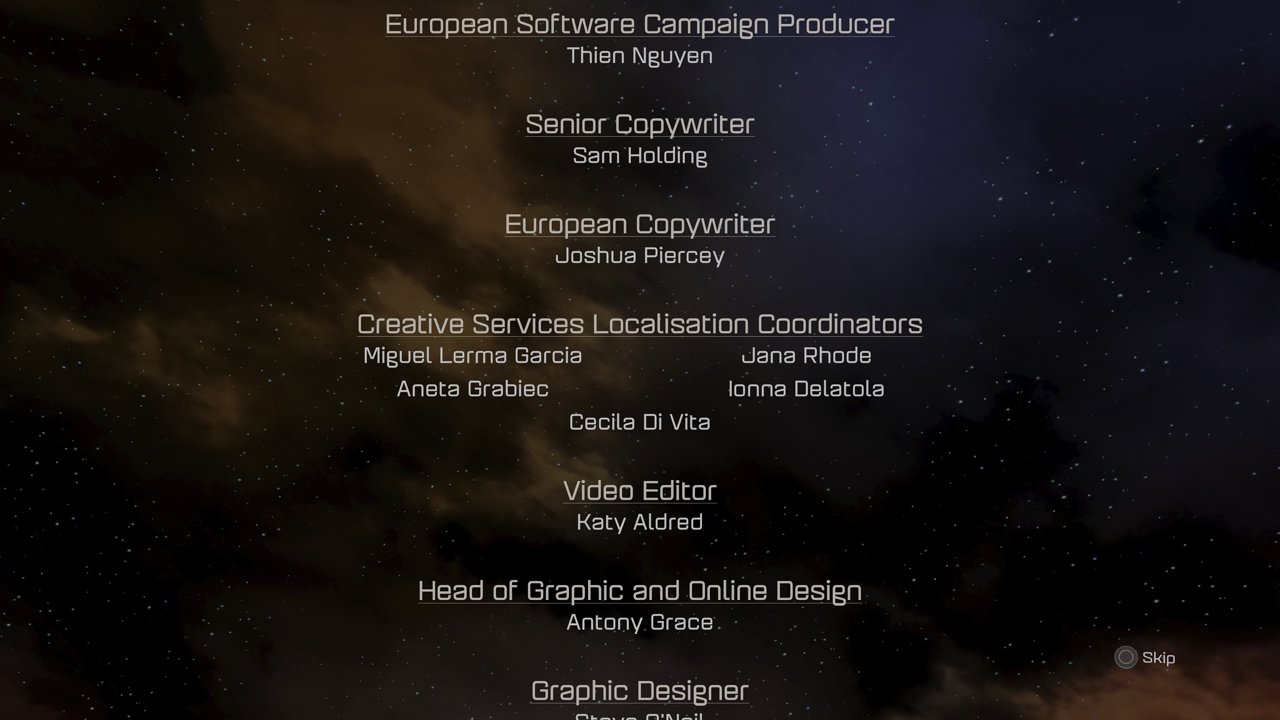 European Software Campaign Producer
Thien Nguyen
Senior Copywriter
Sam Holding
European Copywriter
Joshua Piercey
Creative Services Localisation Coordinators
Miguel Lerma Garcia Jana Rhode
Aneta Grabiec Ionna Delatola
Cecila Di Vita
Video Editor
Katy Aldred
Head of Graphic and Online Design
Antony Grace
Skip
Graphic Designer
Steve O'Neil